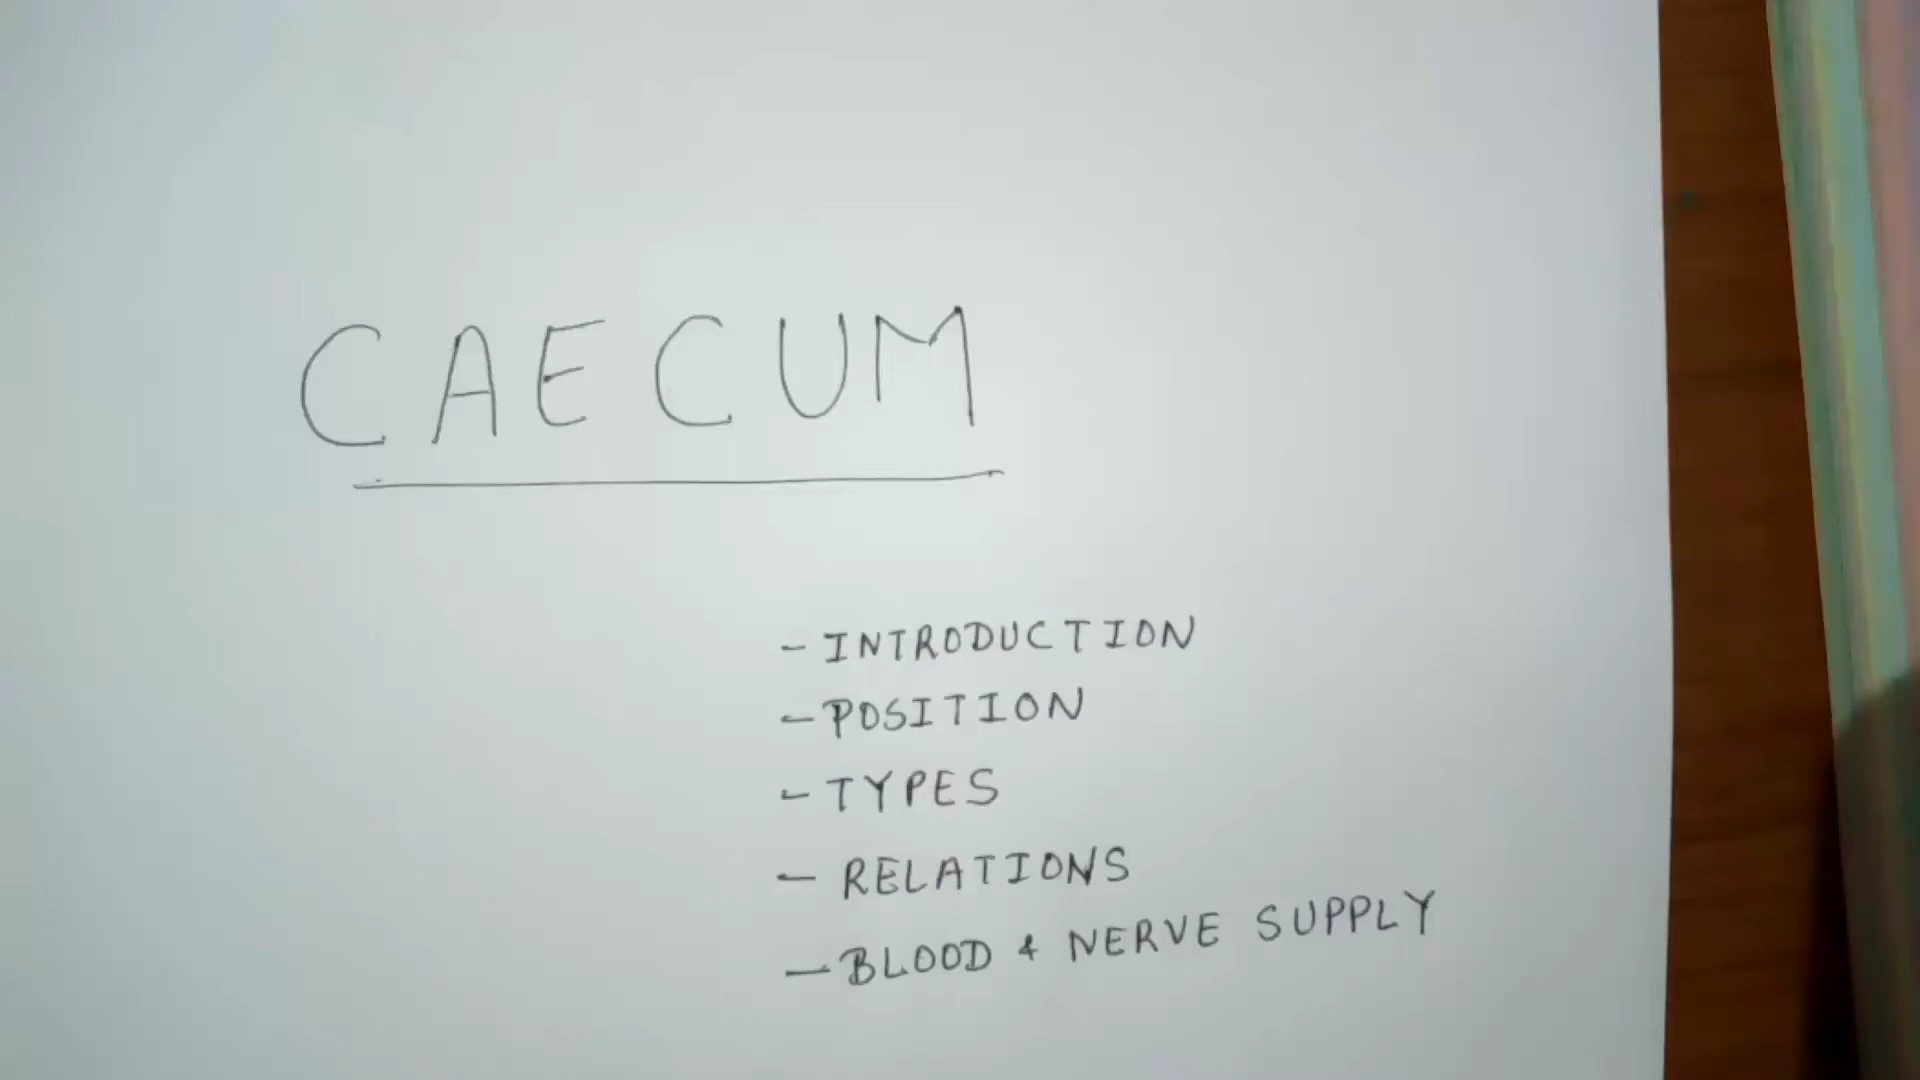 CAECUM
- INTRODUCTION
- POSITION
- TYPES
- RELATIONS
- BLOOD & NERVE SUPPLY